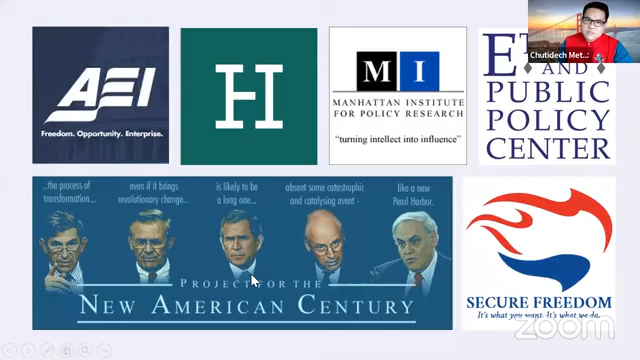 Chutidech Met...
AEI
Freedom. Opportunity. Enterprise.
H
M I
MANHATTAN INSTITUTE
FOR POLICY RESEARCH
“turning intellect into influence”
AND
PUBLIC
POLICY
CENTER
...the process of
transformation...
even if it brings
revolutionary change...
is likely to be
a long one...
absent some catastrophic
and catalysing event -
like a new
Pearl Harbor.
PROJECT FOR THE
NEW AMERICAN CENTURY
SECURE FREEDOM
It's what you want. It's what we do.
zoom